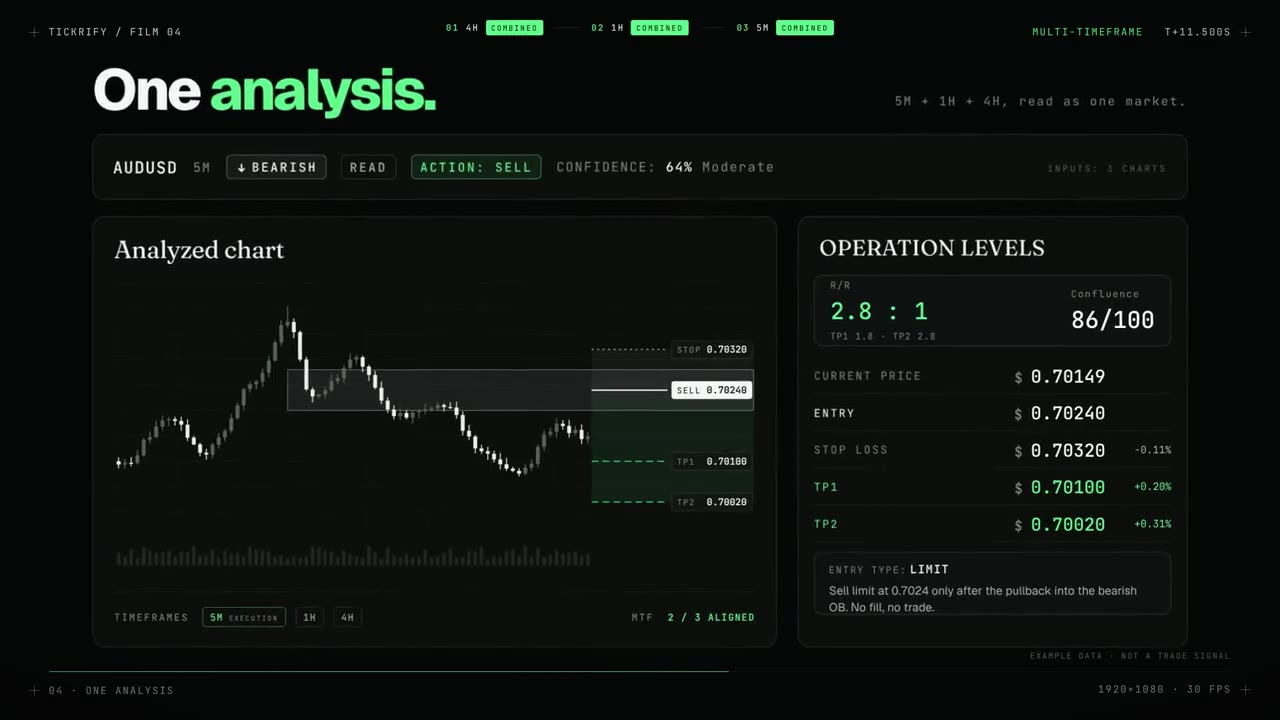 TICKRIFY / FILM 04
01 4H COMBINED 02 1H COMBINED 03 5M COMBINED
MULTI-TIMEFRAME T+11.500S
One analysis.
5M + 1H + 4H, read as one market.
AUDUSD 5M ↓ BEARISH READ ACTION: SELL CONFIDENCE: 64% Moderate
INPUTS: 3 CHARTS
Analyzed chart
STOP 0.70320
SELL 0.70240
TP1 0.70100
TP2 0.70020
TIMEFRAMES 5M EXECUTION 1H 4H
MTF 2 / 3 ALIGNED
OPERATION LEVELS
R/R
2.8 : 1
TP1 1.8 · TP2 2.8
Confluence
86/100
CURRENT PRICE $ 0.70149
ENTRY $ 0.70240
STOP LOSS $ 0.70320 -0.11%
TP1 $ 0.70100 +0.20%
TP2 $ 0.70020 +0.31%
ENTRY TYPE: LIMIT
Sell limit at 0.7024 only after the pullback into the bearish
OB. No fill, no trade.
EXAMPLE DATA · NOT A TRADE SIGNAL
04 · ONE ANALYSIS
1920×1080 · 30 FPS